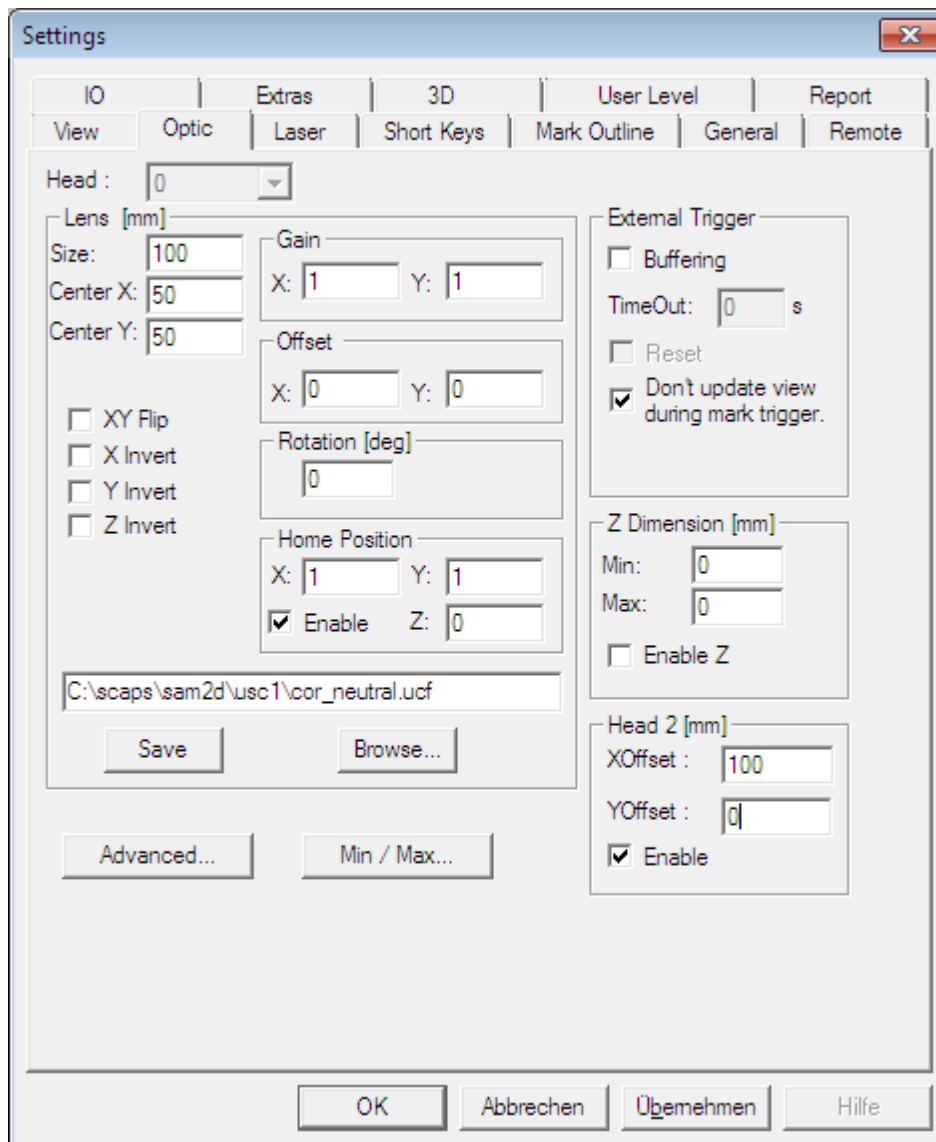 Settings
IO Extras 3D User Level Report
View Optic Laser Short Keys Mark Outline General Remote
Head : 0
Lens [mm]
Size: 100
Center X: 50
Center Y: 50
XY Flip
X Invert
Y Invert
Z Invert
Gain
X: 1 Y: 1
Offset
X: 0 Y: 0
Rotation [deg]
0
Home Position
X: 1 Y: 1
Enable Z: 0
C:\scaps\sam2d\usc1\cor_neutral.ucf
Save Browse...
Advanced... Min / Max...
External Trigger
Buffering
TimeOut: 0 s
Reset
Don't update view
during mark trigger.
Z Dimension [mm]
Min: 0
Max: 0
Enable Z
Head 2 [mm]
XOffset : 100
YOffset : 0
Enable
OK Abbrechen Übernehmen Hilfe